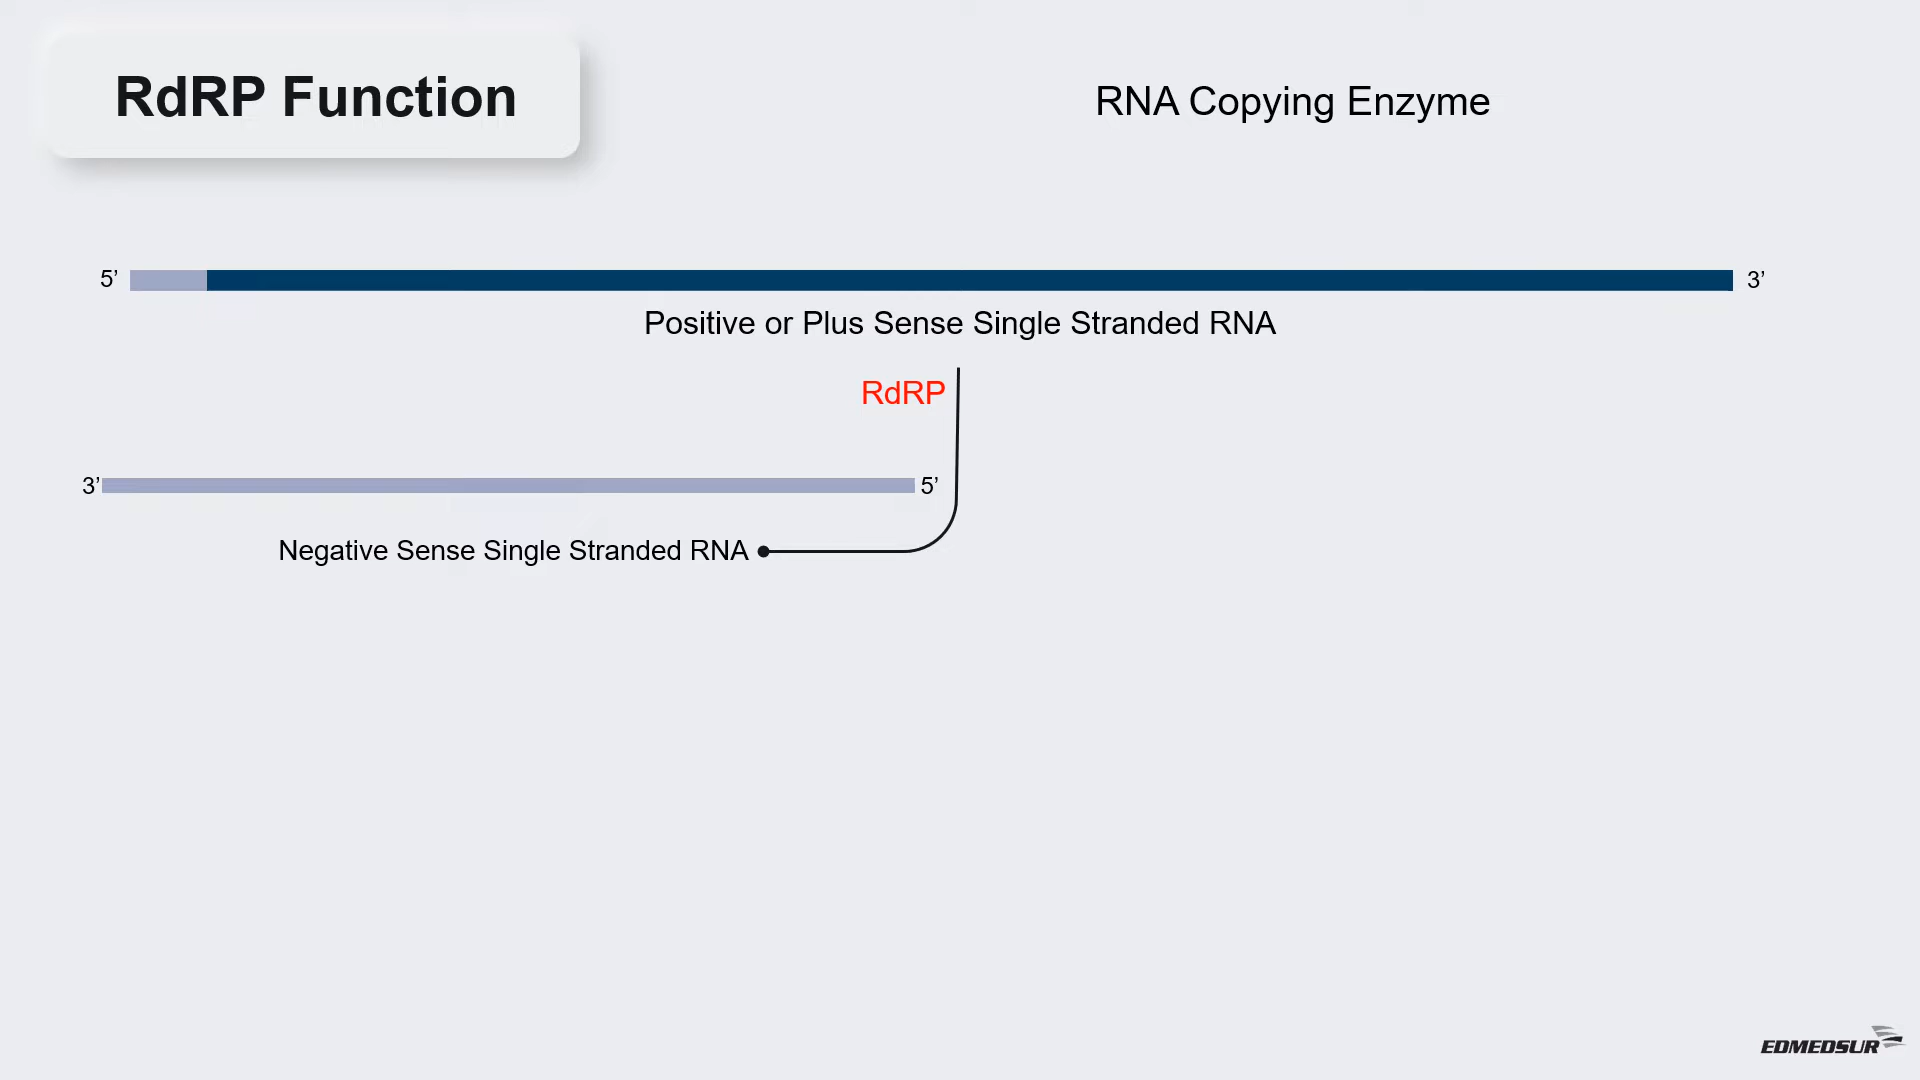 RdRP Function
RNA Copying Enzyme
5’
3’
Positive or Plus Sense Single Stranded RNA
RdRP
3’
5’
Negative Sense Single Stranded RNA
EDMEDSUR